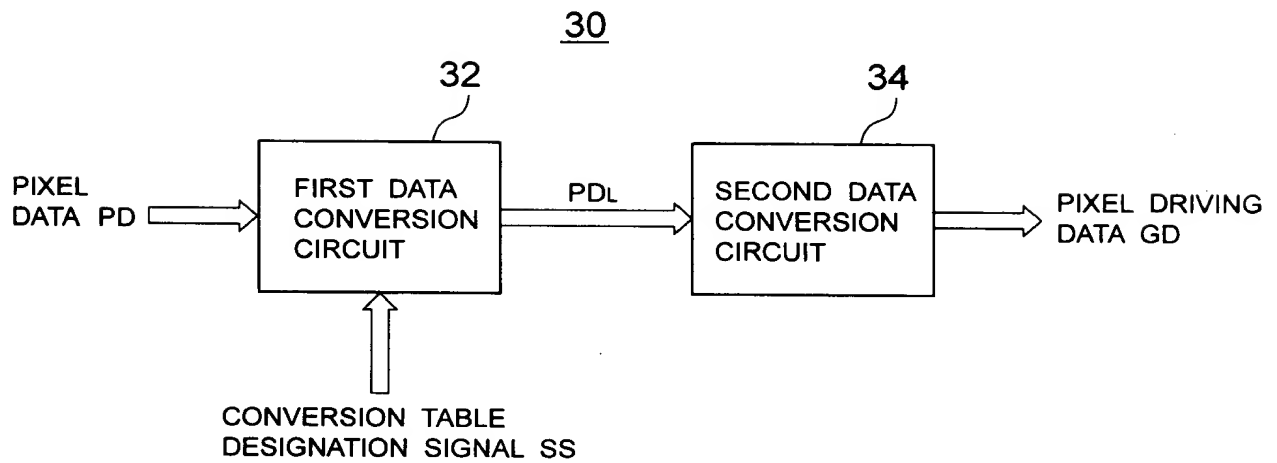 30
32
34
PIXEL
DATA PD
FIRST DATA
CONVERSION
CIRCUIT
PDL
SECOND DATA
CONVERSION
CIRCUIT
PIXEL DRIVING
DATA GD
CONVERSION TABLE
DESIGNATION SIGNAL SS